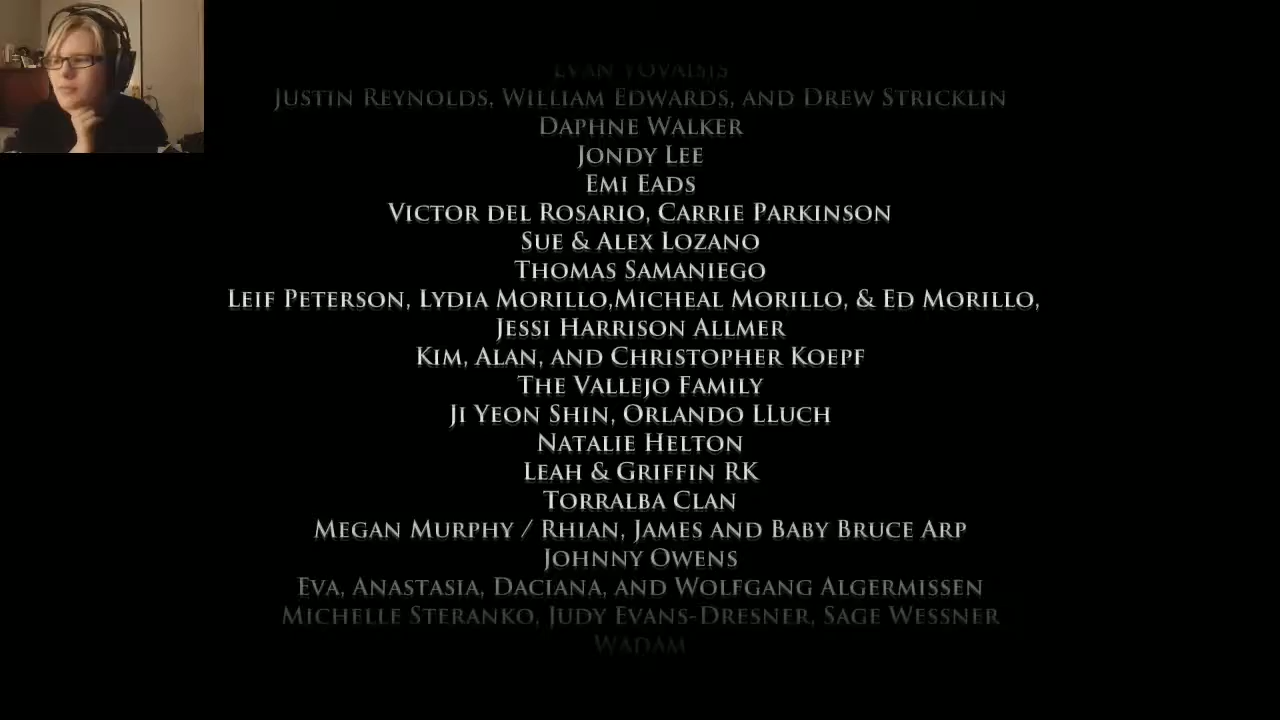 Evan Yovaisis
Justin Reynolds, William Edwards, and Drew Stricklin
Daphne Walker
Jondy Lee
Emi Eads
Victor del Rosario, Carrie Parkinson
Sue & Alex Lozano
Thomas Samaniego
Leif Peterson, Lydia Morillo,Micheal Morillo, & Ed Morillo,
Jessi Harrison Allmer
Kim, Alan, and Christopher Koepf
The Vallejo Family
Ji Yeon Shin, Orlando LLuch
Natalie Helton
Leah & Griffin RK
Torralba Clan
Megan Murphy / Rhian, James and Baby Bruce Arp
Johnny Owens
Eva, Anastasia, Daciana, and Wolfgang Algermissen
Michelle Steranko, Judy Evans-Dresner, Sage Wessner
Wadam